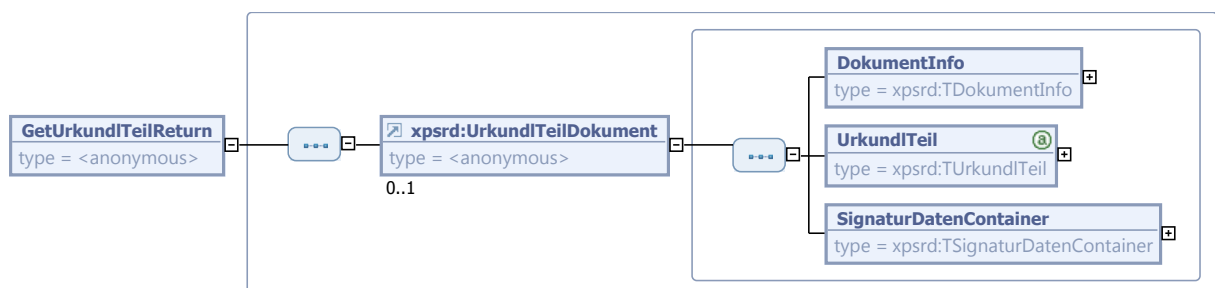 GetUrkundlTeilReturn
type = <anonymous>
xpsrd:UrkundlTeilDokument
type = <anonymous>
0..1
DokumentInfo
type = xpsrd:TDokumentInfo
UrkundlTeil
a
type = xpsrd:TUrkundlTeil
SignaturDatenContainer
type = xpsrd:TSignaturDatenContainer